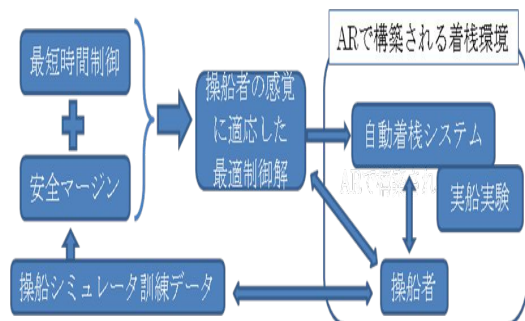 ARで構築される着桟環境
最短時間制御
安全マージン
操船者の感覚
に適応した
最適制御解
自動着桟システム
実船実験
操船シミュレータ訓練データ
操船者